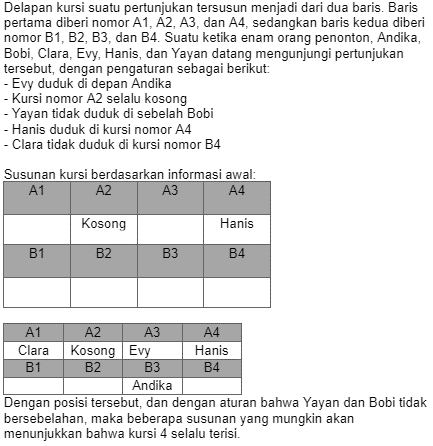 Delapan kursi suatu pertunjukan tersusun menjadi dari dua baris. Baris
pertama diberi nomor A1, A2, A3, dan A4, sedangkan baris kedua diberi
nomor B1, B2, B3, dan B4. Suatu ketika enam orang penonton, Andika,
Bobi, Clara, Evy, Hanis, dan Yayan datang mengunjungi pertunjukan
tersebut, dengan pengaturan sebagai berikut:
- Evy duduk di depan Andika
- Kursi nomor A2 selalu kosong
- Yayan tidak duduk di sebelah Bobi
- Hanis duduk di kursi nomor A4
- Clara tidak duduk di kursi nomor B4
Susunan kursi berdasarkan informasi awal:
A1 A2 A3 A4
Kosong Hanis
B1 B2 B3 B4
A1 A2 A3 A4
Clara Kosong Evy Hanis
B1 B2 B3 B4
Andika
Dengan posisi tersebut, dan dengan aturan bahwa Yayan dan Bobi tidak
bersebelahan, maka beberapa susunan yang mungkin akan
menunjukkan bahwa kursi 4 selalu terisi.